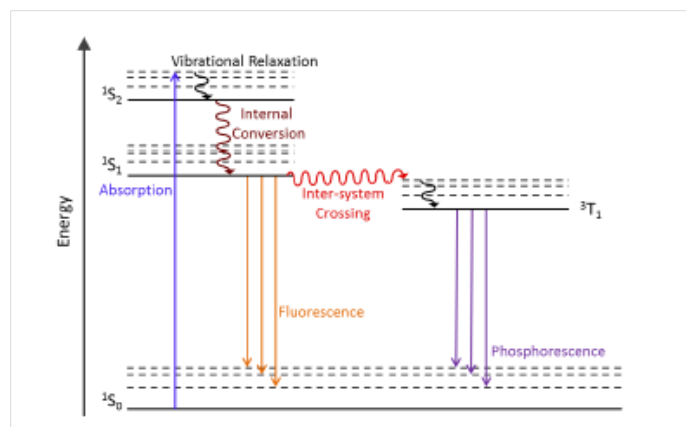 Vibrational Relaxation
¹S₂
Internal
Conversion
¹S₁
Absorption
Inter-system
Crossing
³T₁
Energy
Fluorescence
Phosphorescence
¹S₀